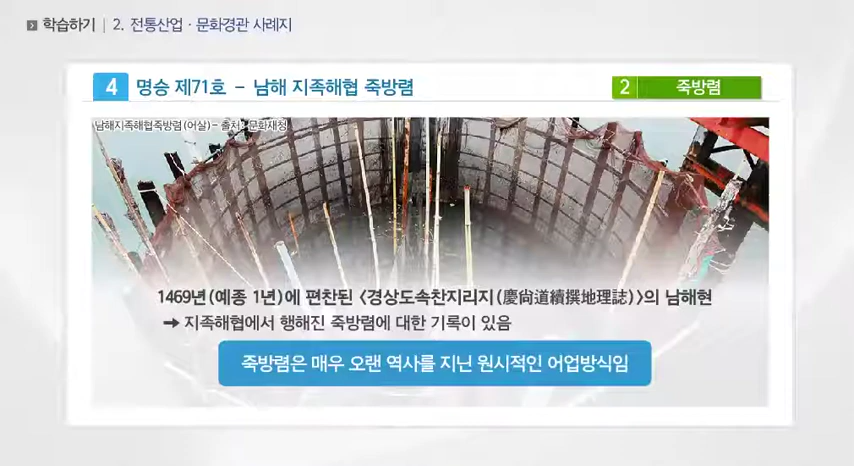 학습하기 | 2. 전통산업 · 문화경관 사례지
4 명승 제71호 - 남해 지족해협 죽방렴
2 죽방렴
남해지족해협죽방렴(어살)- 출처: 문화재청
1469년(예종 1년)에 편찬된 <경상도속찬지리지(慶尙道續撰地理誌)>의 남해현
➜ 지족해협에서 행해진 죽방렴에 대한 기록이 있음
죽방렴은 매우 오랜 역사를 지닌 원시적인 어업방식임